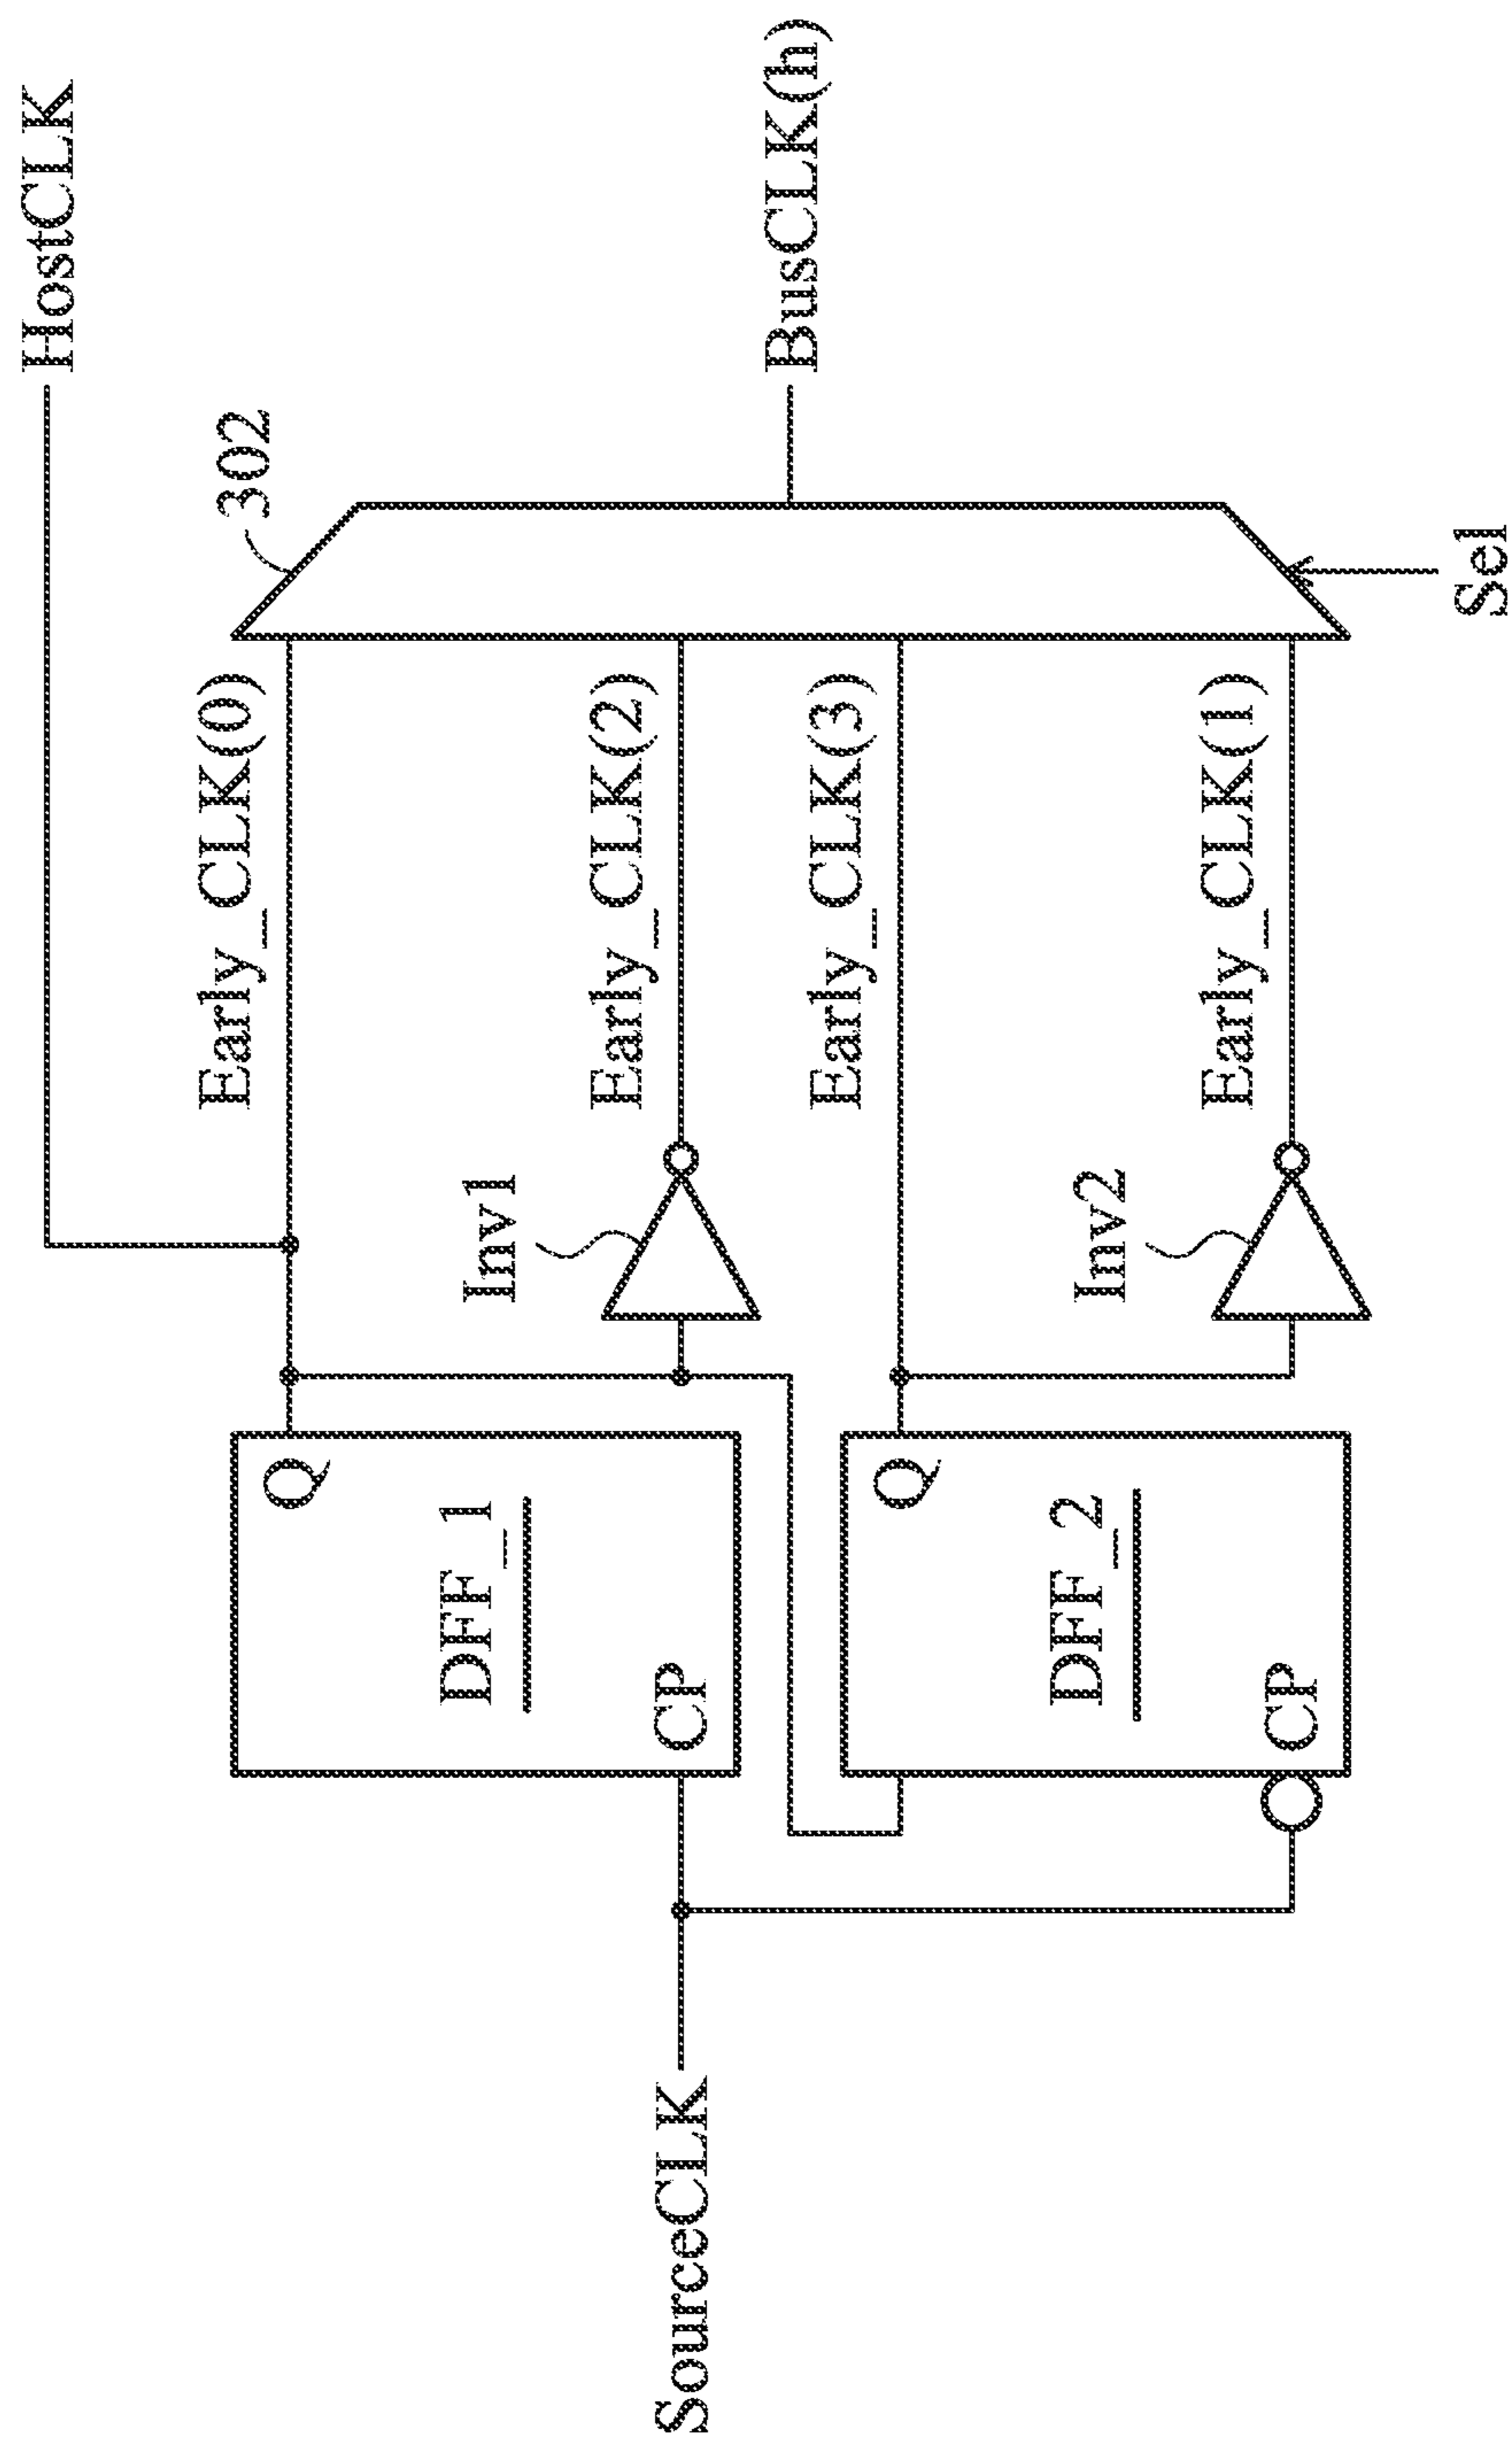 HostCLK
302
Early_CLK(0)
BusCLK(h)
Early_CLK(2)
Early_CLK(3)
Early_CLK(1)
Sel
Inv1
Inv2
Q
DFF_1
CP
Q
DFF_2
CP
SourceCLK